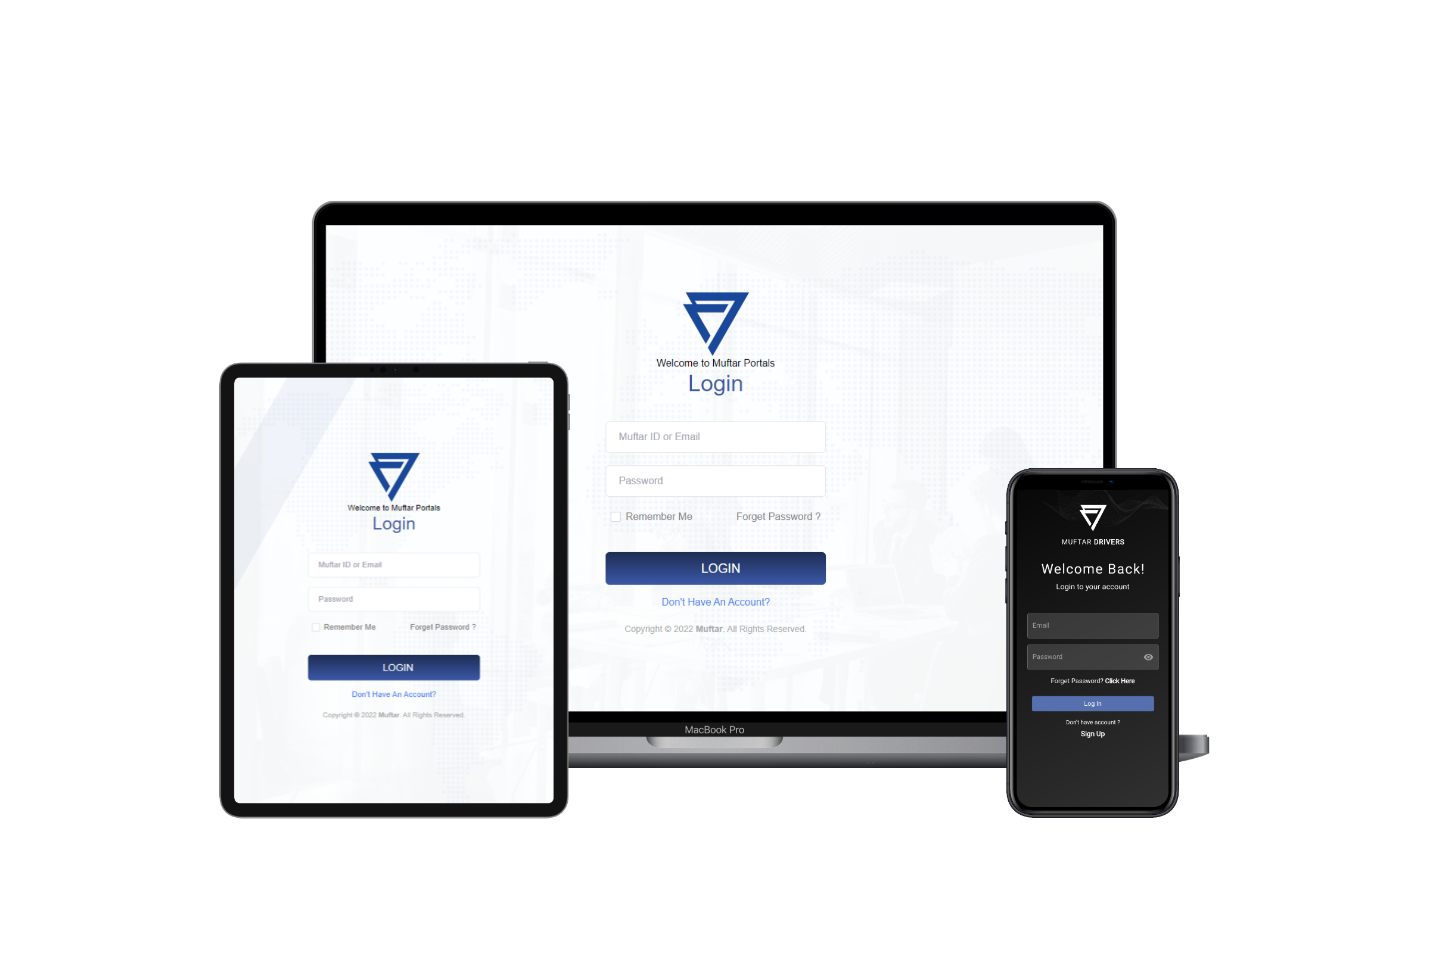 Welcome to Muftar Portals
Login
Muftar ID or Email
Password
Remember Me
Forget Password ?
LOGIN
Don't Have An Account?
Copyright © 2022 Muftar. All Rights Reserved.
MacBook Pro
Welcome to Muftar Portals
Login
Muftar ID or Email
Password
Remember Me
Forget Password ?
LOGIN
Don't Have An Account?
Copyright © 2022 Muftar. All Rights Reserved.
MUFTAR DRIVERS
Welcome Back!
Login to your account
Email
Password
Forget Password? Click Here
Log in
Don't have account ?
Sign Up